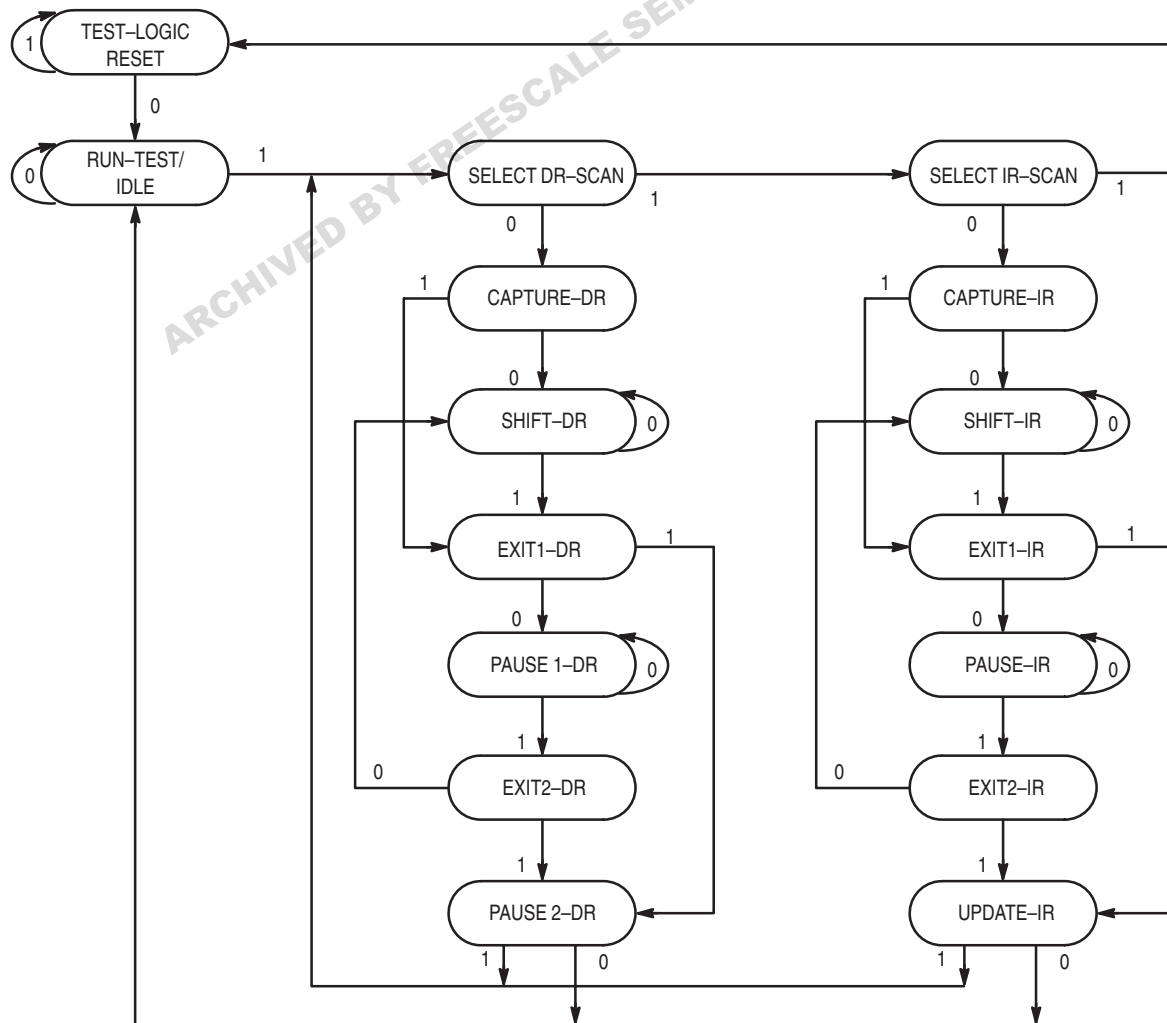 TEST–LOGIC
RESET
1
0
RUN–TEST/
IDLE
0
1
SELECT DR–SCAN
1
SELECT IR–SCAN
1
0
0
1
CAPTURE–DR
1
CAPTURE–IR
0
0
SHIFT–DR
0
SHIFT–IR
0
1
1
EXIT1–DR
1
EXIT1–IR
1
0
0
PAUSE 1–DR
0
PAUSE–IR
0
1
1
0
EXIT2–DR
0
EXIT2–IR
1
1
PAUSE 2–DR
UPDATE–IR
1
0
1
0
ARCHIVED BY FREESCALE SEM